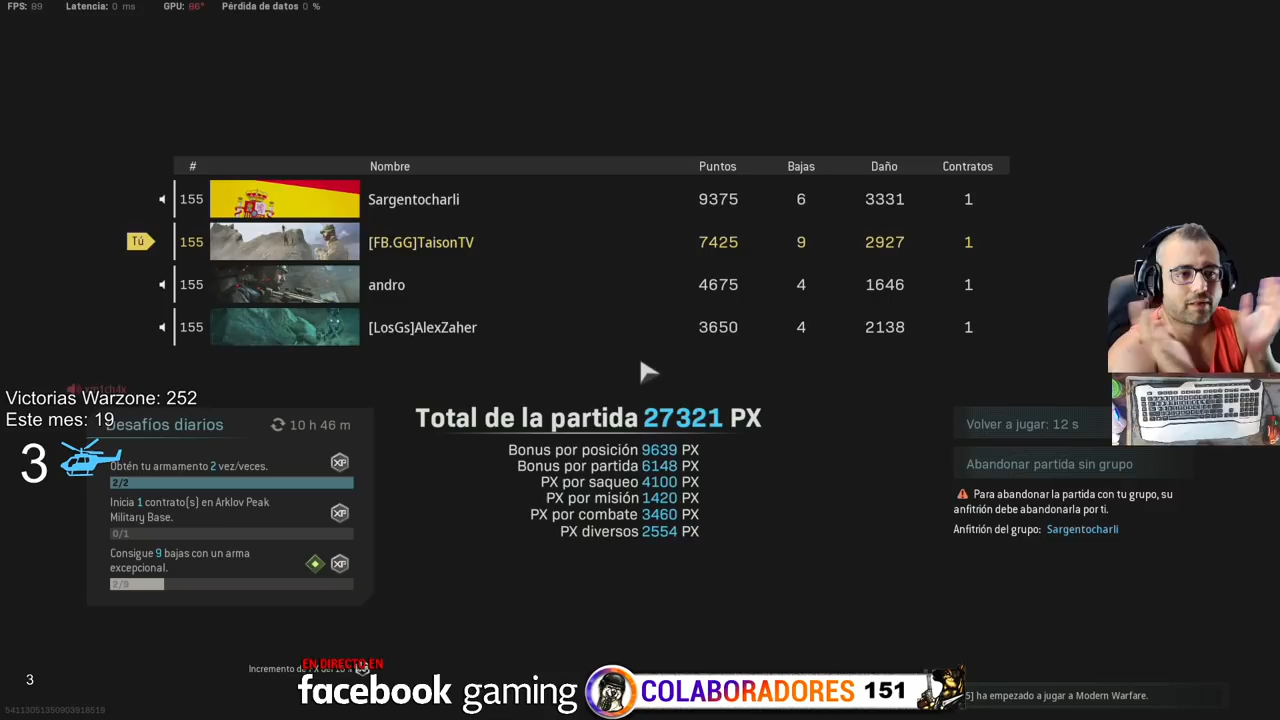 FPS: 89 Latencia: 0 ms GPU: 86° Pérdida de datos 0 %
# Nombre Puntos Bajas Daño Contratos
155 Sargentocharli 9375 6 3331 1
Tú 155 [FB.GG]TaisonTV 7425 9 2927 1
155 andro 4675 4 1646 1
155 [LosGs]AlexZaher 3650 4 2138 1
Victorias Warzone: 252
Este mes: 19
3
Desafíos diarios 10 h 46 m
Obtén tu armamento 2 vez/veces. XP
2/2
Inicia 1 contrato(s) en Arklov Peak
Military Base. XP
0/1
Consigue 9 bajas con un arma
excepcional. XP
2/9
Total de la partida 27321 PX
Bonus por posición 9639 PX
Bonus por partida 6148 PX
PX por saqueo 4100 PX
PX por misión 1420 PX
PX por combate 3460 PX
PX diversos 2554 PX
Volver a jugar: 12 s
Abandonar partida sin grupo
Para abandonar la partida con tu grupo, su
anfitrión debe abandonarla por ti.
Anfitrión del grupo: Sargentocharli
Incremento de
EN DIRECTO EN
facebook gaming
COLABORADORES 151
5] ha empezado a jugar a Modern Warfare.
3